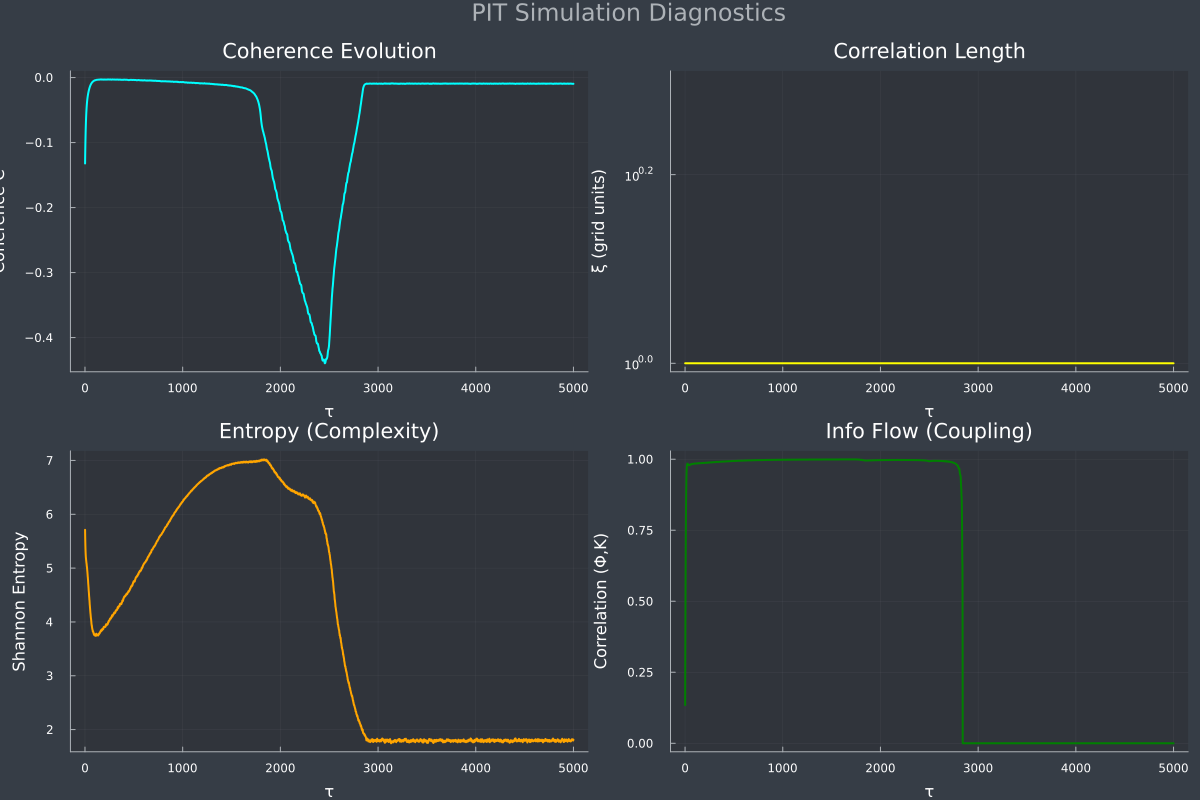 PIT Simulation Diagnostics
Coherence Evolution
0.0
−0.1
−0.2
−0.3
−0.4
0 1000 2000 3000 4000 5000
τ
Correlation Length
ξ (grid units)
10^0.2
10^0.0
0 1000 2000 3000 4000 5000
τ
Entropy (Complexity)
Shannon Entropy
7
6
5
4
3
2
0 1000 2000 3000 4000 5000
τ
Info Flow (Coupling)
Correlation (Φ,K)
1.00
0.75
0.50
0.25
0.00
0 1000 2000 3000 4000 5000
τ